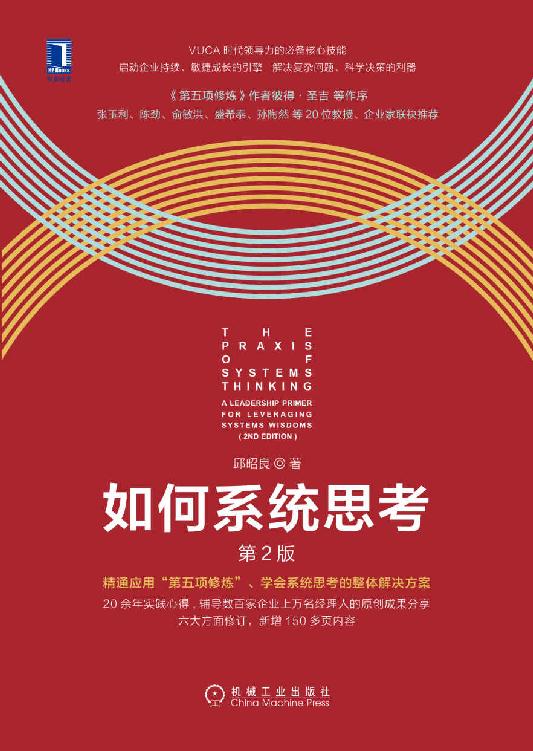 VUCA时代领导力的必备核心技能
启动企业持续、敏捷成长的引擎 解决复杂问题、科学决策的利器
《第五项修炼》作者彼得·圣吉 等作序
张玉利、陈劲、俞敏洪、盛希泰、孙陶然 等20位教授、企业家联袂推荐
THE
PRAXIS
OF
SYSTEMS
THINKING
A LEADERSHIP PRIMER
FOR LEVERAGING
SYSTEMS WISDOMS
(2ND EDITION)
邱昭良◎著
如何系统思考
第2版
精通应用“第五项修炼”、学会系统思考的整体解决方案
20余年实践心得，辅导数百家企业上万名经理人的原创成果分享
六大方面修订，新增150多页内容
机械工业出版社
China Machine Press